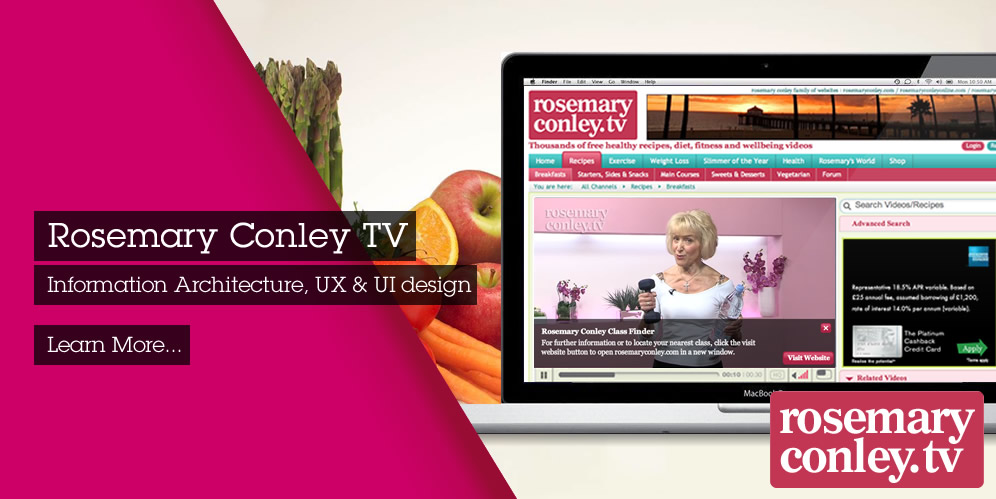 Rosemary Conley TV
Information Architecture, UX & UI design
Learn More...
Finder File Edit View Go Window Help
Mon 10:10 AM
rosemary conley family of websites : rosemaryconley.com / rosemaryconleyonline.com /
rosemary
conley.tv
Thousands of free healthy recipes, diet, fitness and wellbeing videos
Login
Home Recipes Exercise Weight Loss Slimmer of the Year Health Rosemary's World Shop
Breakfasts Starters, Sides & Snacks Main Courses Sweets & Desserts Vegetarian Forum
You are here: All Channels Recipes Breakfasts
rosemary
conley.tv
Rosemary Conley Class Finder
For further information or to locate your nearest class, click the visit
website button to open rosemaryconley.com in a new window.
Visit Website
00:10 / 00:30
HQ
Search Videos/Recipes
Advanced Search
Representative 18.5% APR variable. Based on
£25 annual fee, assumed borrowing of £1,200,
rate of interest 14.0% per annum (variable).
The Platinum
Cashback
Credit Card
Apply
Related Videos
MacBook
rosemary
conley.tv